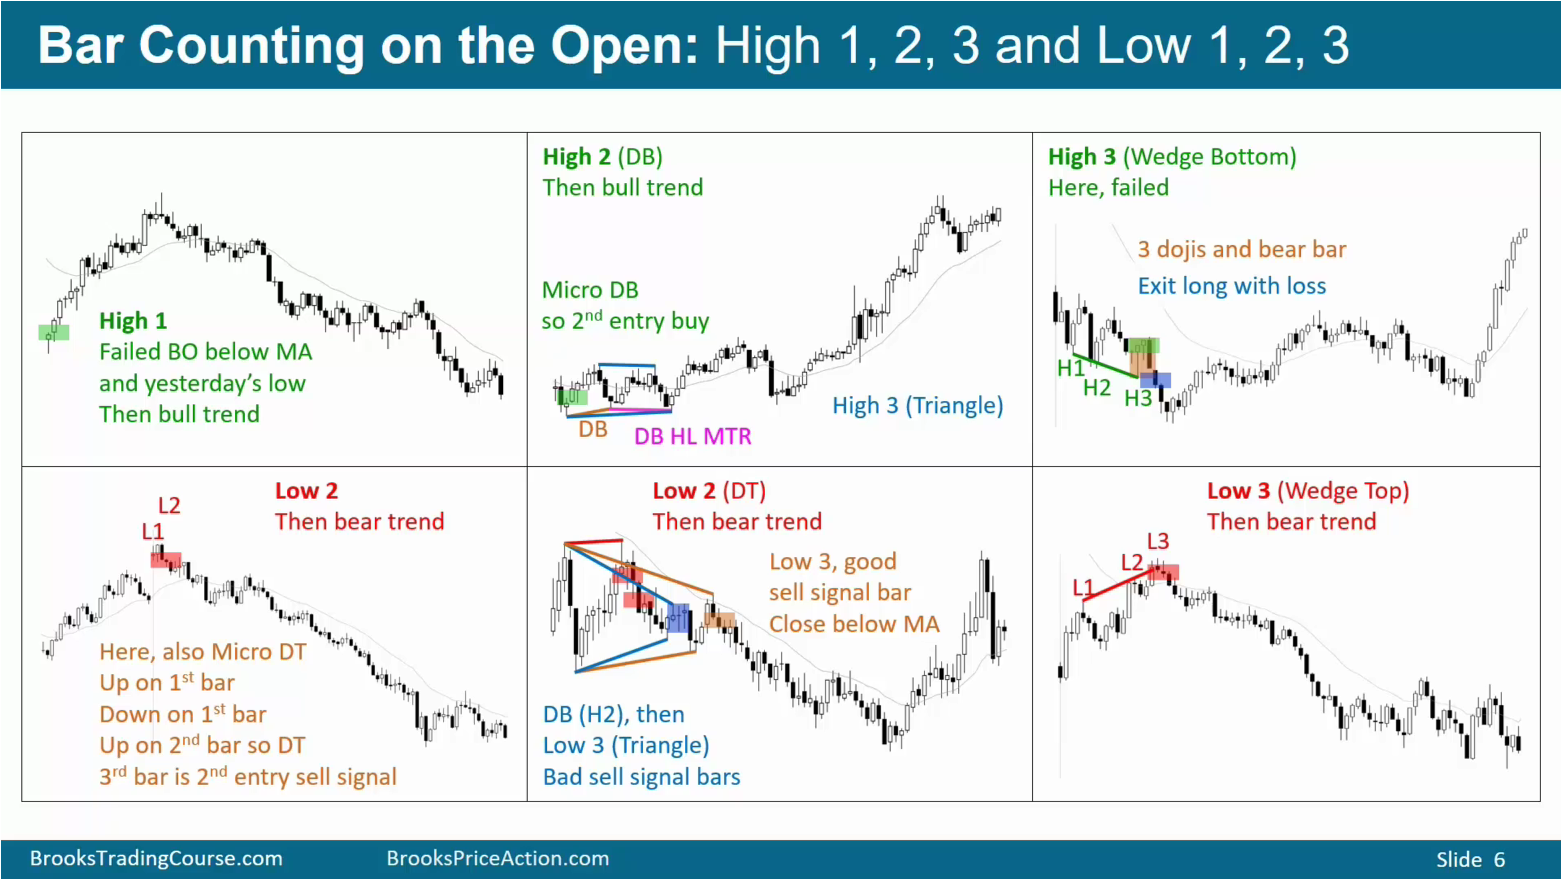 Bar Counting on the Open: High 1, 2, 3 and Low 1, 2, 3
High 1
Failed BO below MA
and yesterday's low
Then bull trend
High 2 (DB)
Then bull trend
Micro DB
so 2nd entry buy
High 3 (Triangle)
DB
DB HL MTR
High 3 (Wedge Bottom)
Here, failed
3 dojis and bear bar
Exit long with loss
H1
H2
H3
L2
L1
Low 2
Then bear trend
Here, also Micro DT
Up on 1st bar
Down on 1st bar
Up on 2nd bar so DT
3rd bar is 2nd entry sell signal
Low 2 (DT)
Then bear trend
Low 3, good
sell signal bar
Close below MA
DB (H2), then
Low 3 (Triangle)
Bad sell signal bars
Low 3 (Wedge Top)
Then bear trend
L3
L2
L1
BrooksTradingCourse.com
BrooksPriceAction.com
Slide 6